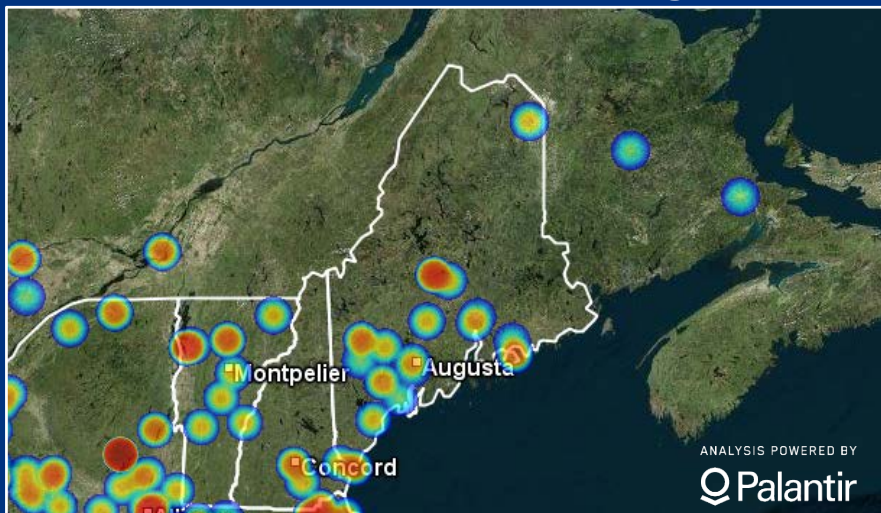 Montpelier
Augusta
Concord
ANALYSIS POWERED BY
Palantir